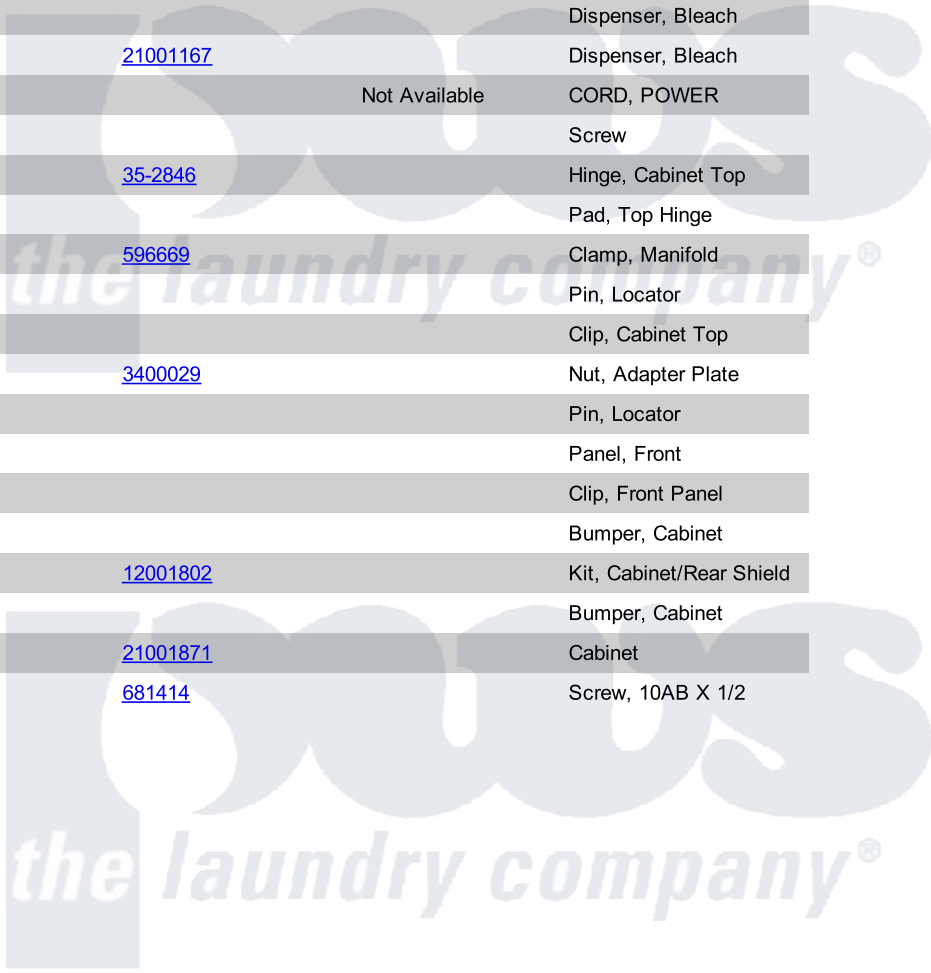 Dispenser, Bleach
21001167 Dispenser, Bleach
Not Available CORD, POWER
Screw
35-2846 Hinge, Cabinet Top
Pad, Top Hinge
596669 Clamp, Manifold
Pin, Locator
Clip, Cabinet Top
3400029 Nut, Adapter Plate
Pin, Locator
Panel, Front
Clip, Front Panel
Bumper, Cabinet
12001802 Kit, Cabinet/Rear Shield
Bumper, Cabinet
21001871 Cabinet
681414 Screw, 10AB X 1/2
pws
the laundry company®
pws
the laundry company®